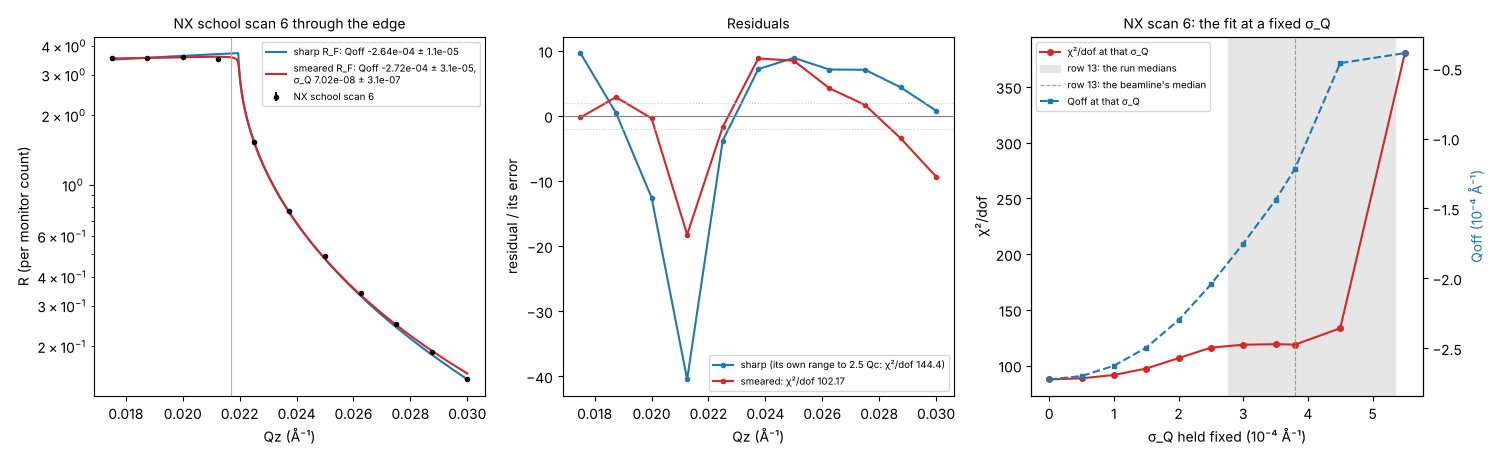 NX school scan 6 through the edge
R (per monitor count)
4 × 10⁰
3 × 10⁰
2 × 10⁰
10⁰
6 × 10⁻¹
4 × 10⁻¹
3 × 10⁻¹
2 × 10⁻¹
sharp R_F: Qoff -2.64e-04 ± 1.1e-05
smeared R_F: Qoff -2.72e-04 ± 3.1e-05,
σ_Q 7.02e-08 ± 3.1e-07
NX school scan 6
0.018 0.020 0.022 0.024 0.026 0.028 0.030
Qz (Å⁻¹)
Residuals
residual / its error
10
0
−10
−20
−30
−40
sharp (its own range to 2.5 Qc: χ²/dof 144.4)
smeared: χ²/dof 102.17
0.018 0.020 0.022 0.024 0.026 0.028 0.030
Qz (Å⁻¹)
NX scan 6: the fit at a fixed σ_Q
χ²/dof
350
300
250
200
150
100
χ²/dof at that σ_Q
row 13: the run medians
row 13: the beamline's median
Qoff at that σ_Q
0 1 2 3 4 5
σ_Q held fixed (10⁻⁴ Å⁻¹)
−0.5
−1.0
−1.5
−2.0
−2.5
Qoff (10⁻⁴ Å⁻¹)